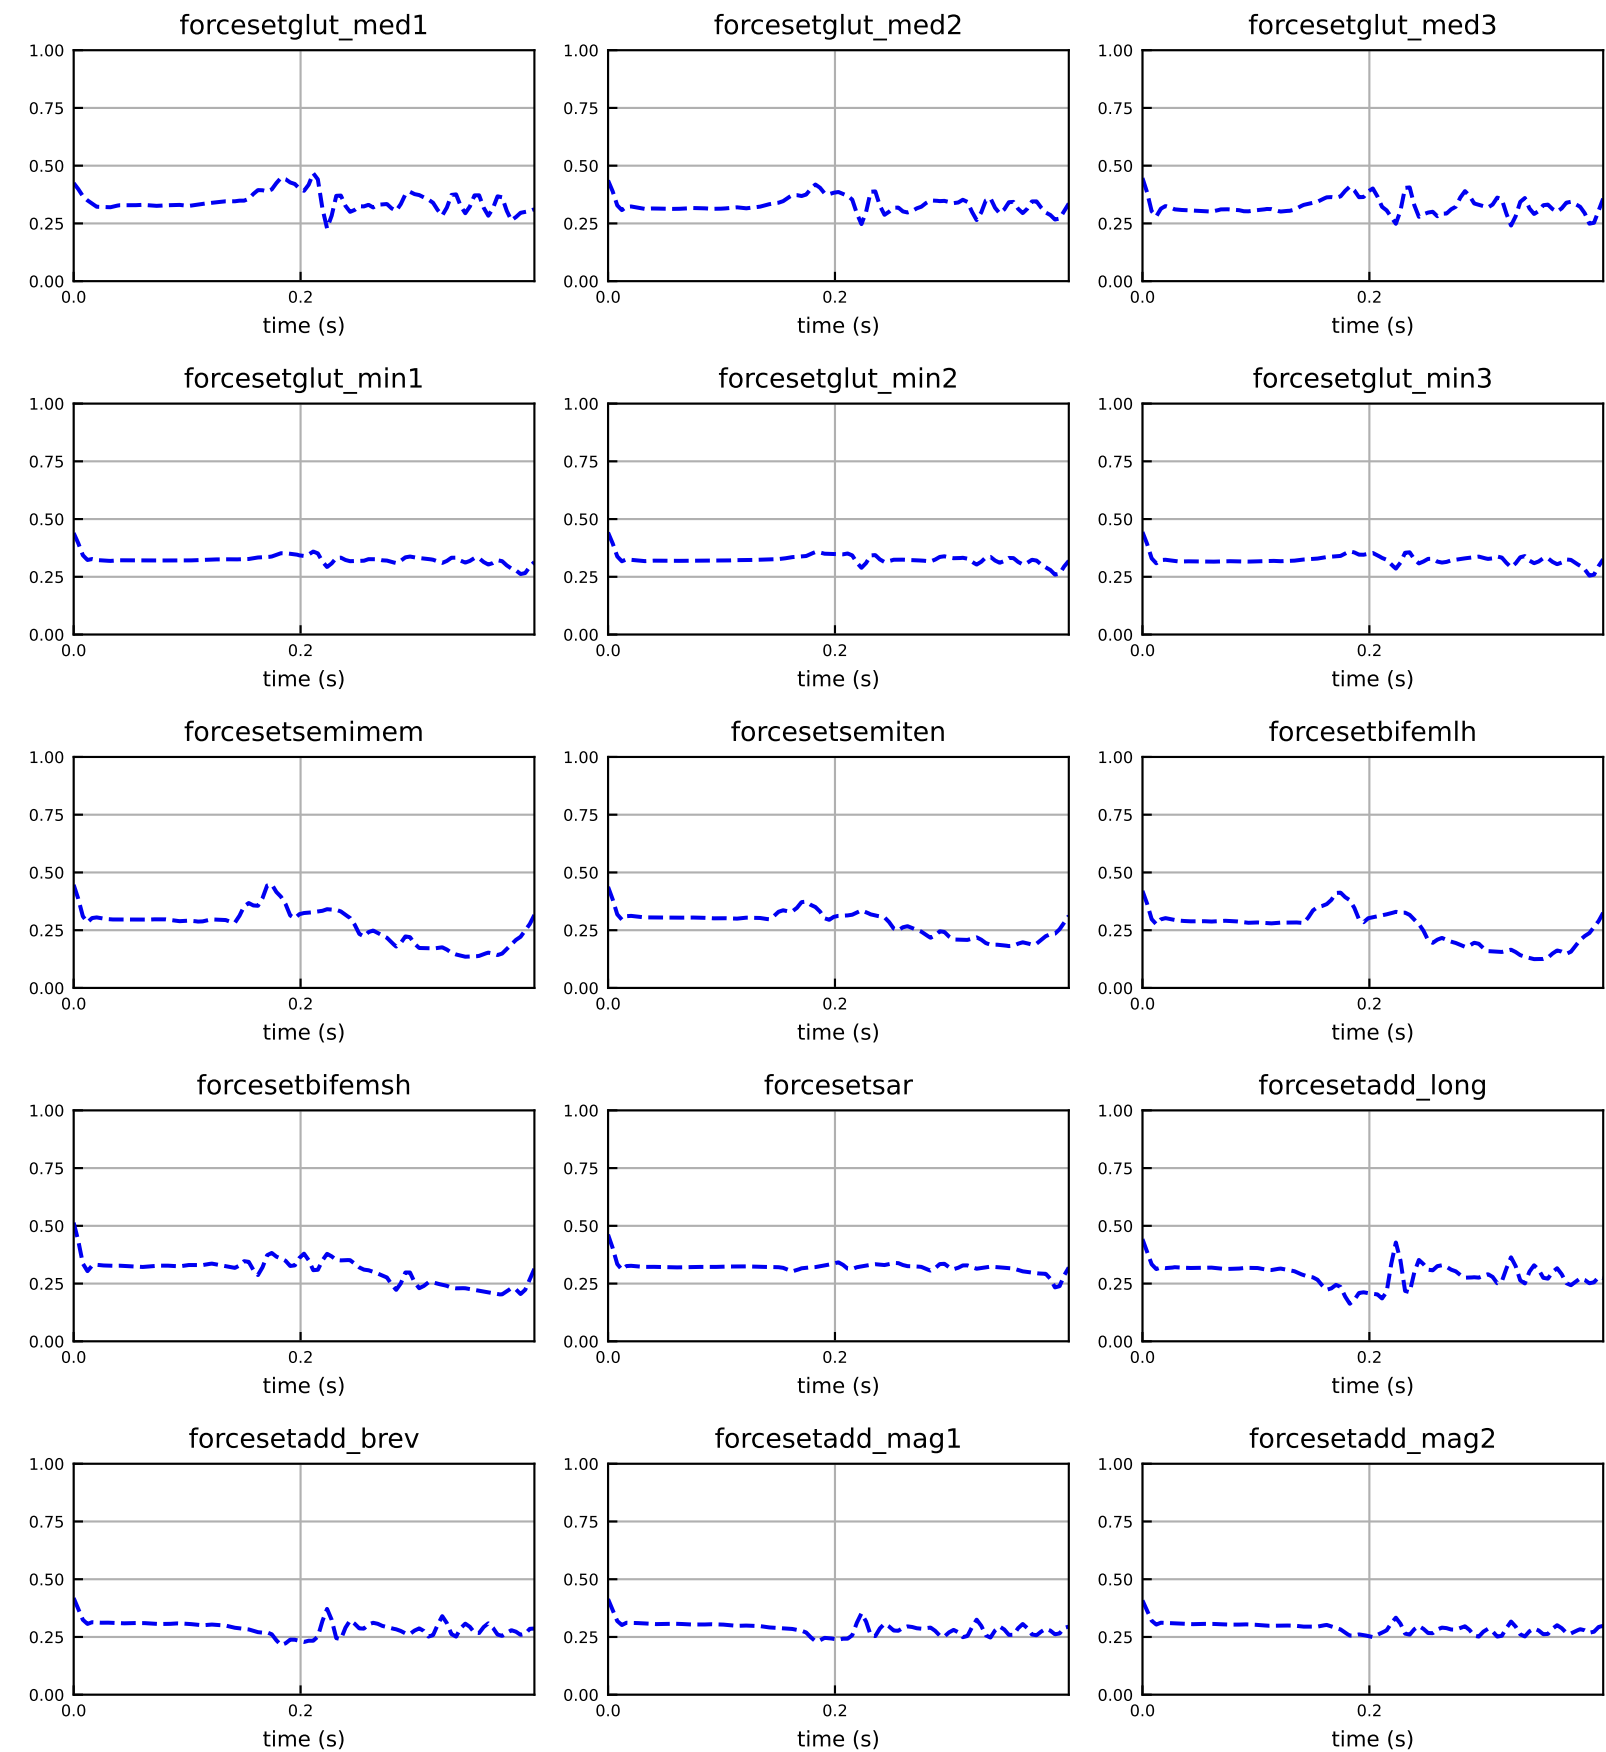 forcesetglut_med1 forcesetglut_med2 forcesetglut_med3
1.00 1.00 1.00
0.75 0.75 0.75
0.50 0.50 0.50
0.25 0.25 0.25
0.00 0.00 0.00
0.0 0.2 0.0 0.2 0.0 0.2
time (s) time (s) time (s)
forcesetglut_min1 forcesetglut_min2 forcesetglut_min3
1.00 1.00 1.00
0.75 0.75 0.75
0.50 0.50 0.50
0.25 0.25 0.25
0.00 0.00 0.00
0.0 0.2 0.0 0.2 0.0 0.2
time (s) time (s) time (s)
forcesetsemimem forcesetsemiten forcesetbifemlh
1.00 1.00 1.00
0.75 0.75 0.75
0.50 0.50 0.50
0.25 0.25 0.25
0.00 0.00 0.00
0.0 0.2 0.0 0.2 0.0 0.2
time (s) time (s) time (s)
forcesetbifemsh forcesetsar forcesetadd_long
1.00 1.00 1.00
0.75 0.75 0.75
0.50 0.50 0.50
0.25 0.25 0.25
0.00 0.00 0.00
0.0 0.2 0.0 0.2 0.0 0.2
time (s) time (s) time (s)
forcesetadd_brev forcesetadd_mag1 forcesetadd_mag2
1.00 1.00 1.00
0.75 0.75 0.75
0.50 0.50 0.50
0.25 0.25 0.25
0.00 0.00 0.00
0.0 0.2 0.0 0.2 0.0 0.2
time (s) time (s) time (s)